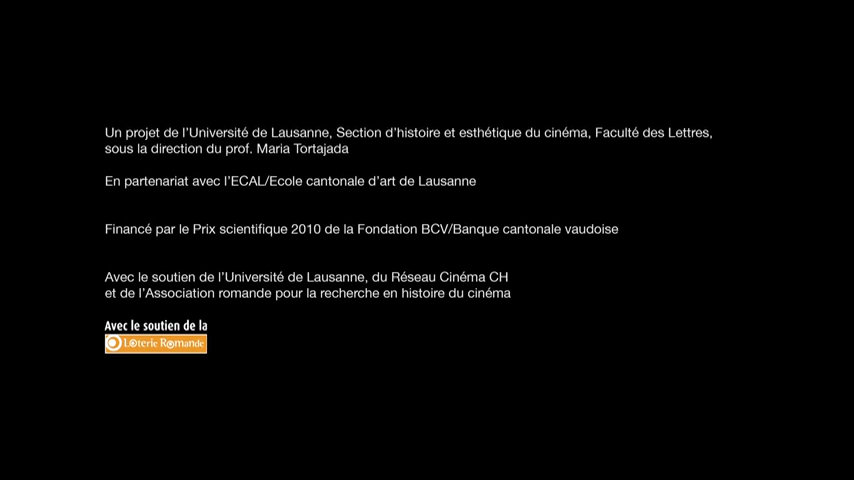 Un projet de l’Université de Lausanne, Section d’histoire et esthétique du cinéma, Faculté des Lettres,
sous la direction du prof. Maria Tortajada
En partenariat avec l’ECAL/Ecole cantonale d’art de Lausanne
Financé par le Prix scientifique 2010 de la Fondation BCV/Banque cantonale vaudoise
Avec le soutien de l’Université de Lausanne, du Réseau Cinéma CH
et de l’Association romande pour la recherche en histoire du cinéma
Avec le soutien de la
Loterie Romande